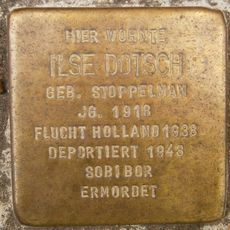 HIER WOHNTE
ILSE DOTSCH
GEB. STOPPELMAN
JG. 1918
FLUCHT HOLLAND 1938
DEPORTIERT 1943
SOBIBOR
ERMORDET